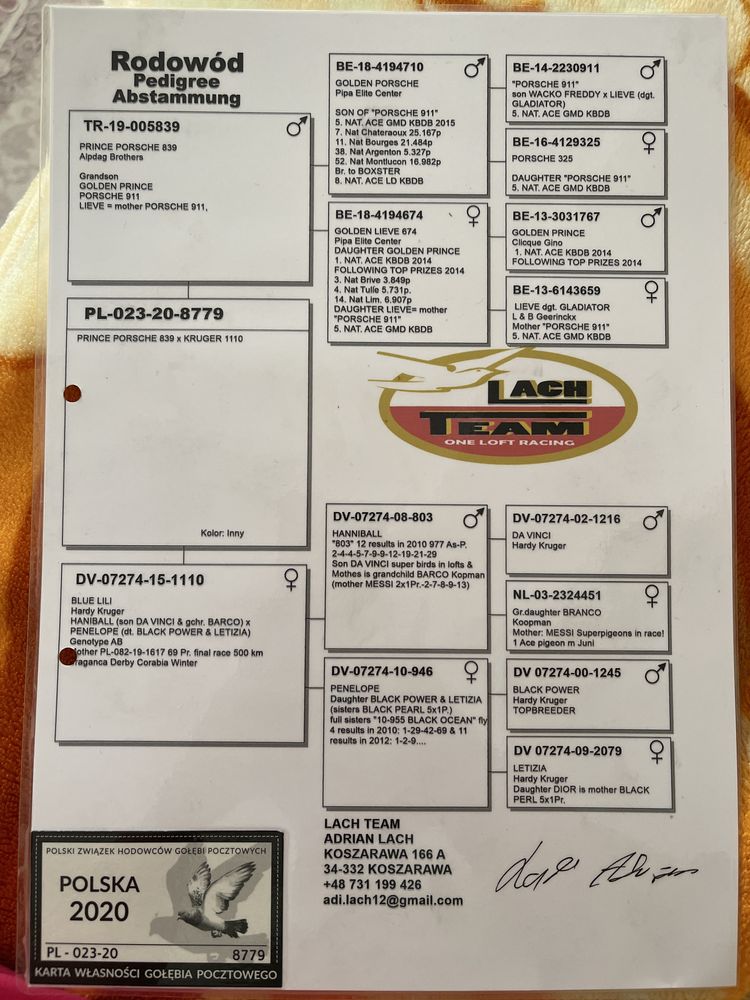 Rodowód
Pedigree
Abstammung
TR-19-005839
PRINCE PORSCHE 839
Alpdag Brothers
Grandson
GOLDEN PRINCE
PORSCHE 911
LIEVE = mother PORSCHE 911,
PL-023-20-8779
PRINCE PORSCHE 839 x KRUGER 1110
Kolor: Inny
DV-07274-15-1110
BLUE LILI
Hardy Kruger
HANIBALL (son DA VINCI & gchr. BARCO) x
PENELOPE (dt. BLACK POWER & LETIZIA)
Genotype AB
other PL-082-19-1617 69 Pr. final race 500 km
raganca Derby Corabia Winter
BE-18-4194710
GOLDEN PORSCHE
Pipa Elite Center
SON OF "PORSCHE 911"
5. NAT. ACE GMD KBDB 2015
7. Nat Chateraoux 25.167p
11. Nat Bourges 21.484p
38. Nat Argenton 5.327p
52. Nat Montlucon 16.982p
Br. to BOXSTER
8. NAT. ACE LD KBDB
BE-18-4194674
GOLDEN LIEVE 674
Pipa Elite Center
DAUGHTER GOLDEN PRINCE
1. NAT. ACE KBDB 2014
FOLLOWING TOP PRIZES 2014
3. Nat Brive 3.849p
4. Nat Tulle 5.731p.
14. Nat Lim. 6.907p
DAUGHTER LIEVE= mother
"PORSCHE 911"
5. NAT. ACE GMD KBDB
BE-14-2230911
"PORSCHE 911"
son WACKO FREDDY x LIEVE (dgt.
GLADIATOR)
5. NAT. ACE GMD KBDB
BE-16-4129325
PORSCHE 325
DAUGHTER "PORSCHE 911"
5. NAT. ACE GMD KBDB
BE-13-3031767
GOLDEN PRINCE
Clicque Gino
1. NAT. ACE KBDB 2014
FOLLOWING TOP PRIZES 2014
BE-13-6143659
LIEVE dgt. GLADIATOR
L & B Geerinckx
Mother "PORSCHE 911"
5. NAT. ACE GMD KBDB
LACH
TEAM
ONE LOFT RACING
DV-07274-08-803
HANNIBALL
"803" 12 results in 2010 977 As-P.
2-4-4-5-7-9-9-12-19-21-29
Son DA VINCI super birds in lofts &
Mothes is grandchild BARCO Kopman
(mother MESSI 2x1Pr.-2-7-8-9-13)
DV-07274-10-946
PENELOPE
Daughter BLACK POWER & LETIZIA
(sisters BLACK PEARL 5x1P.)
full sisters "10-955 BLACK OCEAN" fly
4 results in 2010: 1-29-42-69 & 11
results in 2012: 1-2-9....
DV-07274-02-1216
DA VINCI
Hardy Kruger
NL-03-2324451
Gr.daughter BRANCO
Koopman
Mother: MESSI Superpigeons in race!
1 Ace pigeon m Juni
DV 07274-00-1245
BLACK POWER
Hardy Kruger
TOPBREEDER
DV 07274-09-2079
LETIZIA
Hardy Kruger
Daughter DIOR is mother BLACK
PERL 5x1Pr.
LACH TEAM
ADRIAN LACH
KOSZARAWA 166 A
34-332 KOSZARAWA
+48 731 199 426
adi.lach12@gmail.com
POLSKI ZWIĄZEK HODOWCÓW GOŁĘBI POCZTOWYCH
POLSKA
2020
PL - 023-20 8779
KARTA WŁASNOŚCI GOŁĘBIA POCZTOWEGO